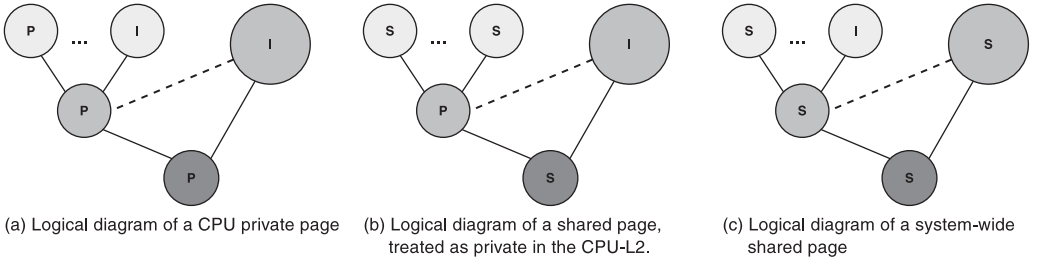 P ... I I
P
P
(a) Logical diagram of a CPU private page
S ... S I
P
S
(b) Logical diagram of a shared page,
treated as private in the CPU-L2.
S ... I S
S
S
(c) Logical diagram of a system-wide
shared page